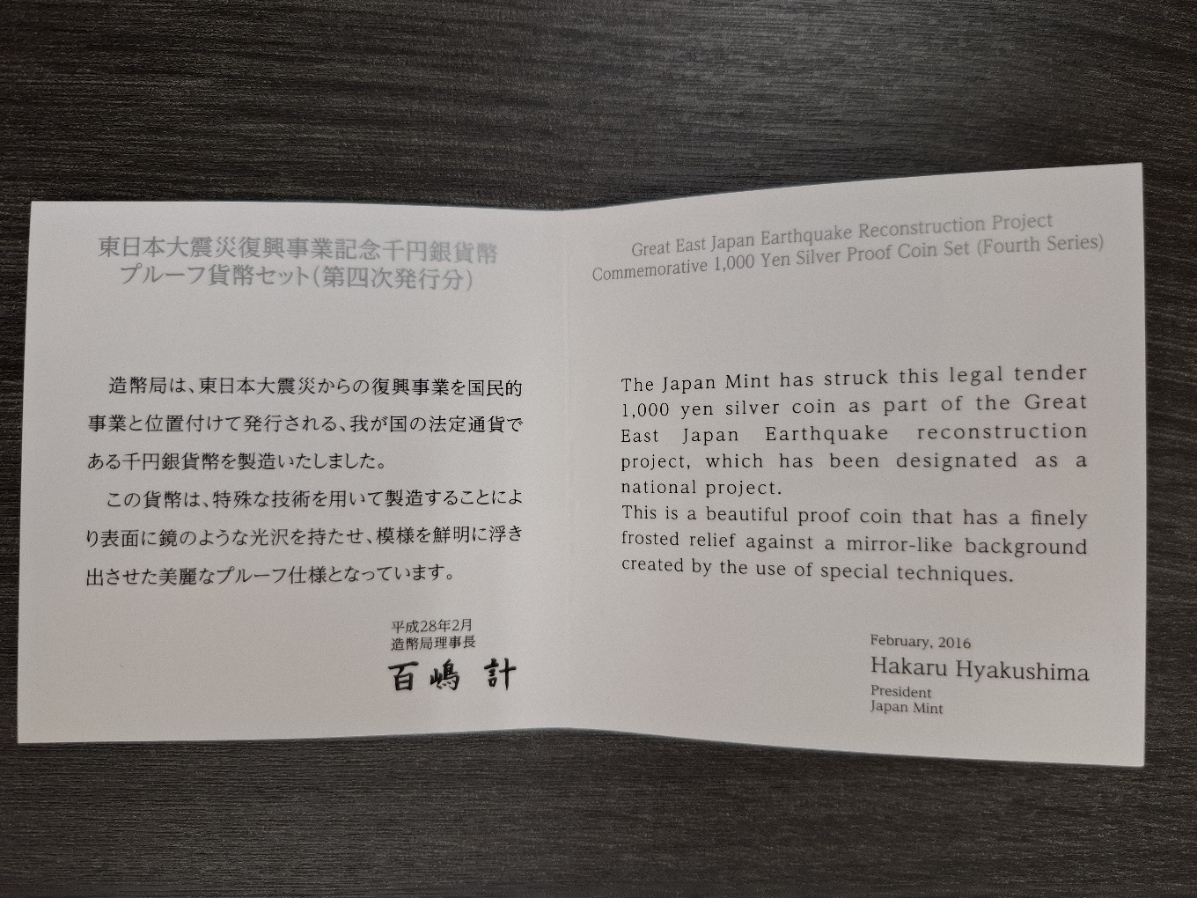 東日本大震災復興事業記念千円銀貨幣
プルーフ貨幣セット(第四次発行分)
造幣局は、東日本大震災からの復興事業を国民的
事業と位置付けて発行される、我が国の法定通貨で
ある千円銀貨幣を製造いたしました。
この貨幣は、特殊な技術を用いて製造することによ
り表面に鏡のような光沢を持たせ、模様を鮮明に浮き
出させた美麗なプルーフ仕様となっています。
平成28年2月
造幣局理事長
百嶋 計
Great East Japan Earthquake Reconstruction Project
Commemorative 1,000 Yen Silver Proof Coin Set (Fourth Series)
The Japan Mint has struck this legal tender
1,000 yen silver coin as part of the Great
East Japan Earthquake reconstruction
project, which has been designated as a
national project.
This is a beautiful proof coin that has a finely
frosted relief against a mirror-like background
created by the use of special techniques.
February, 2016
Hakaru Hyakushima
President
Japan Mint